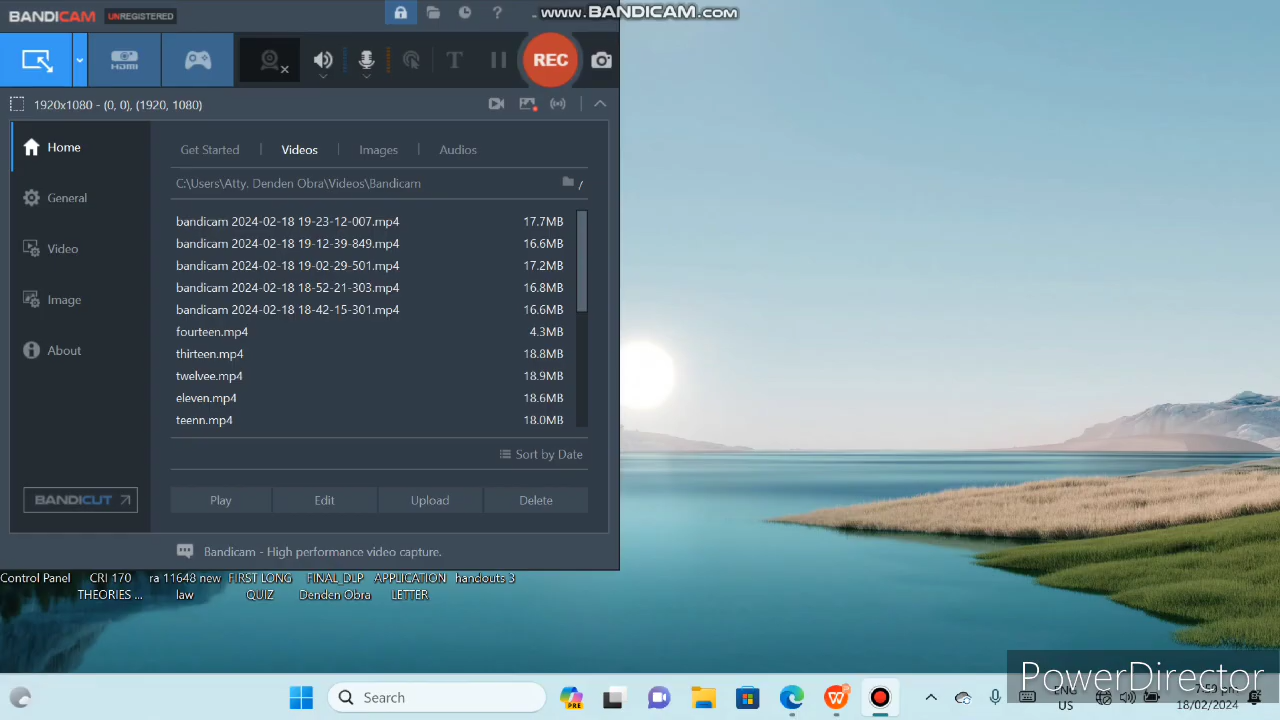 BANDICAM UNREGISTERED
www.BANDICAM.com
HDMI
REC
1920x1080 - (0, 0), (1920, 1080)
Home
General
Video
Image
About
BANDICUT
Get Started | Videos | Images | Audios
C:\Users\Atty. Denden Obra\Videos\Bandicam
/
bandicam 2024-02-18 19-23-12-007.mp4 17.7MB
bandicam 2024-02-18 19-12-39-849.mp4 16.6MB
bandicam 2024-02-18 19-02-29-501.mp4 17.2MB
bandicam 2024-02-18 18-52-21-303.mp4 16.8MB
bandicam 2024-02-18 18-42-15-301.mp4 16.6MB
fourteen.mp4 4.3MB
thirteen.mp4 18.8MB
twelvee.mp4 18.9MB
eleven.mp4 18.6MB
teenn.mp4 18.0MB
Sort by Date
Play Edit Upload Delete
Bandicam - High performance video capture.
Control Panel
CRI 170
THEORIES ...
ra 11648 new
law
FIRST LONG
QUIZ
FINAL DLP
Denden Obra
APPLICATION
LETTER
handouts 3
PowerDirector
Search
PRE
ENG
US
18/02/2024